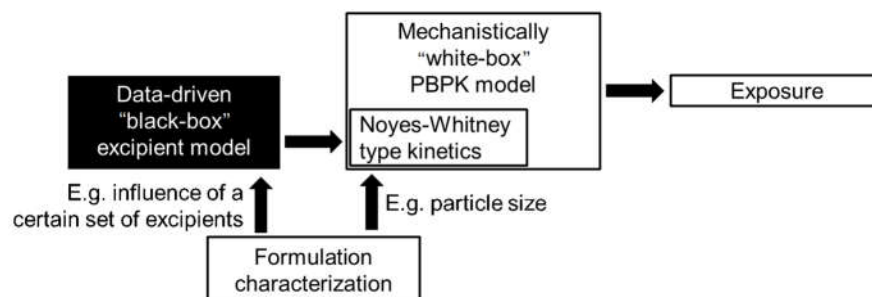 Mechanistically
“white-box”
PBPK model
Data-driven
“black-box”
excipient model
Noyes-Whitney
type kinetics
Exposure
E.g. influence of a
certain set of excipients
E.g. particle size
Formulation
characterization